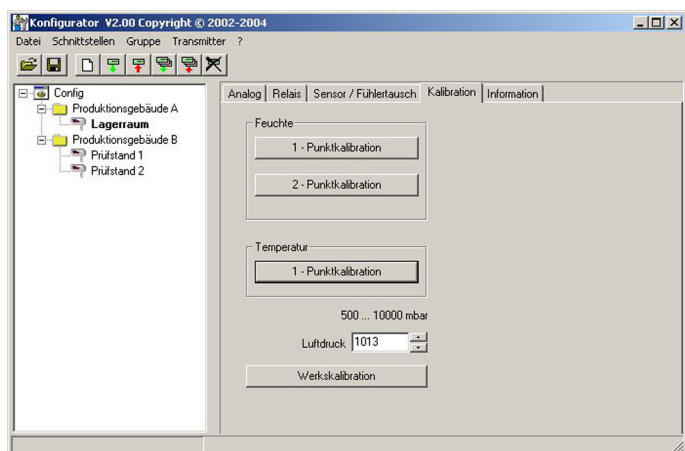 Konfigurator V2.00 Copyright © 2002-2004
Datei Schnittstellen Gruppe Transmitter ?
Config
Produktionsgebäude A
Lagerraum
Produktionsgebäude B
Prüfstand 1
Prüfstand 2
Analog Relais Sensor / Fühlertausch Kalibration Information
Feuchte
1 - Punktkalibration
2 - Punktkalibration
Temperatur
1 - Punktkalibration
500 ... 10000 mbar
Luftdruck 1013
Werkskalibration